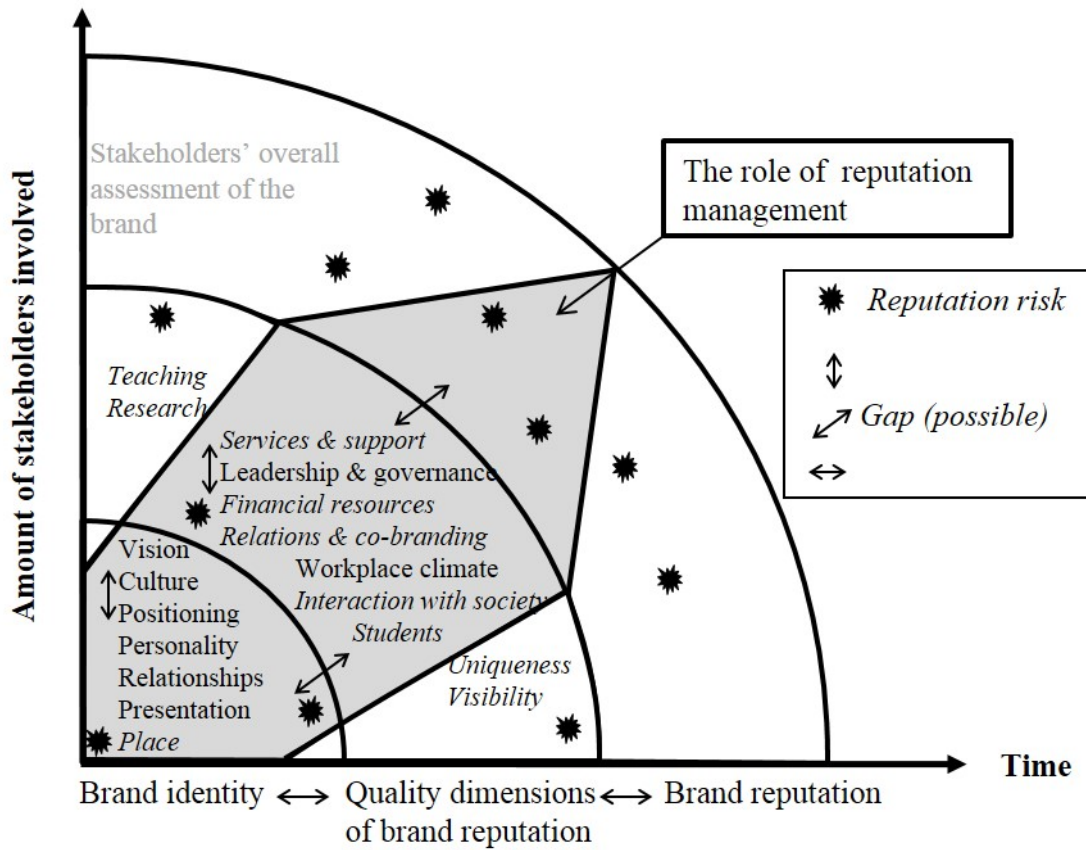 Amount of stakeholders involved
Stakeholders' overall
assessment of the
brand
The role of reputation
management
Reputation risk
Gap (possible)
Teaching
Research
Services & support
Leadership & governance
Financial resources
Relations & co-branding
Workplace climate
Interaction with society
Students
Vision
Culture
Positioning
Personality
Relationships
Presentation
Place
Uniqueness
Visibility
Time
Brand identity
Quality dimensions
of brand reputation
Brand reputation